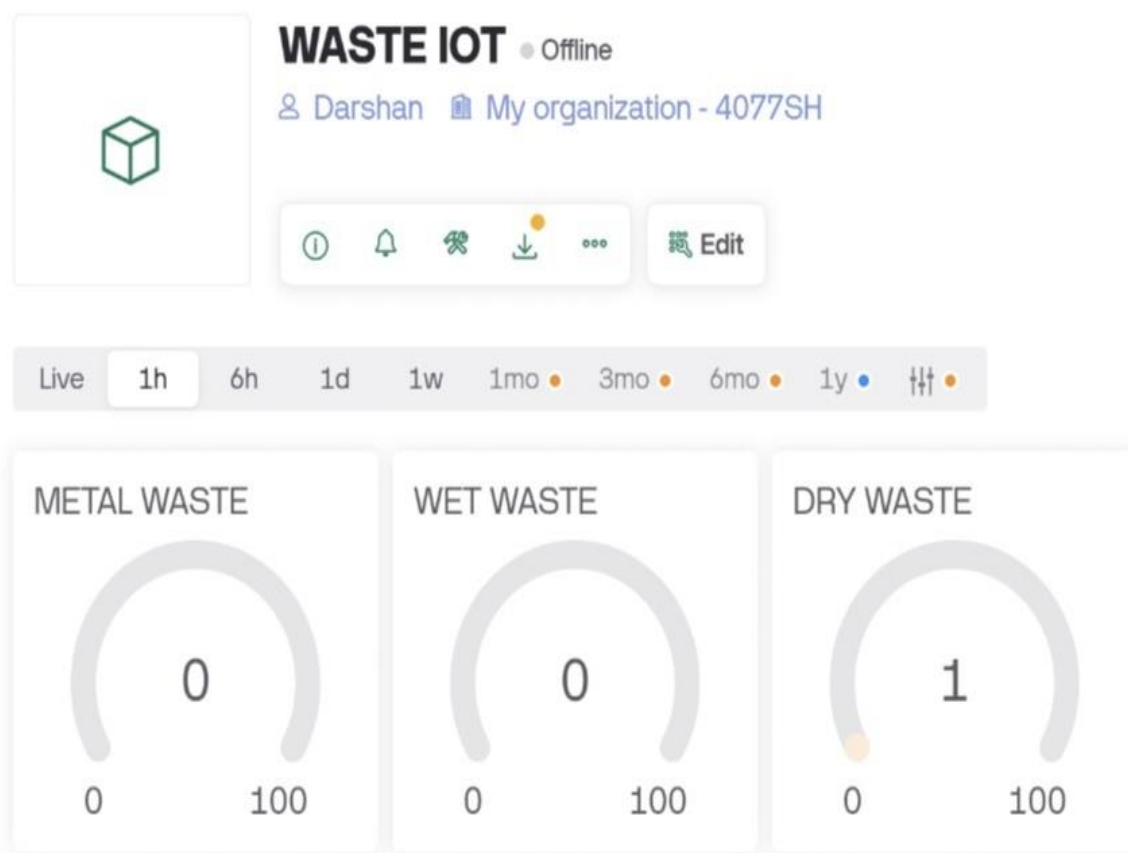 WASTE IOT Offline
Darshan My organization - 4077SH
Edit
Live 1h 6h 1d 1w 1mo 3mo 6mo 1y
METAL WASTE WET WASTE DRY WASTE
0 0 1
0 100 0 100 0 100